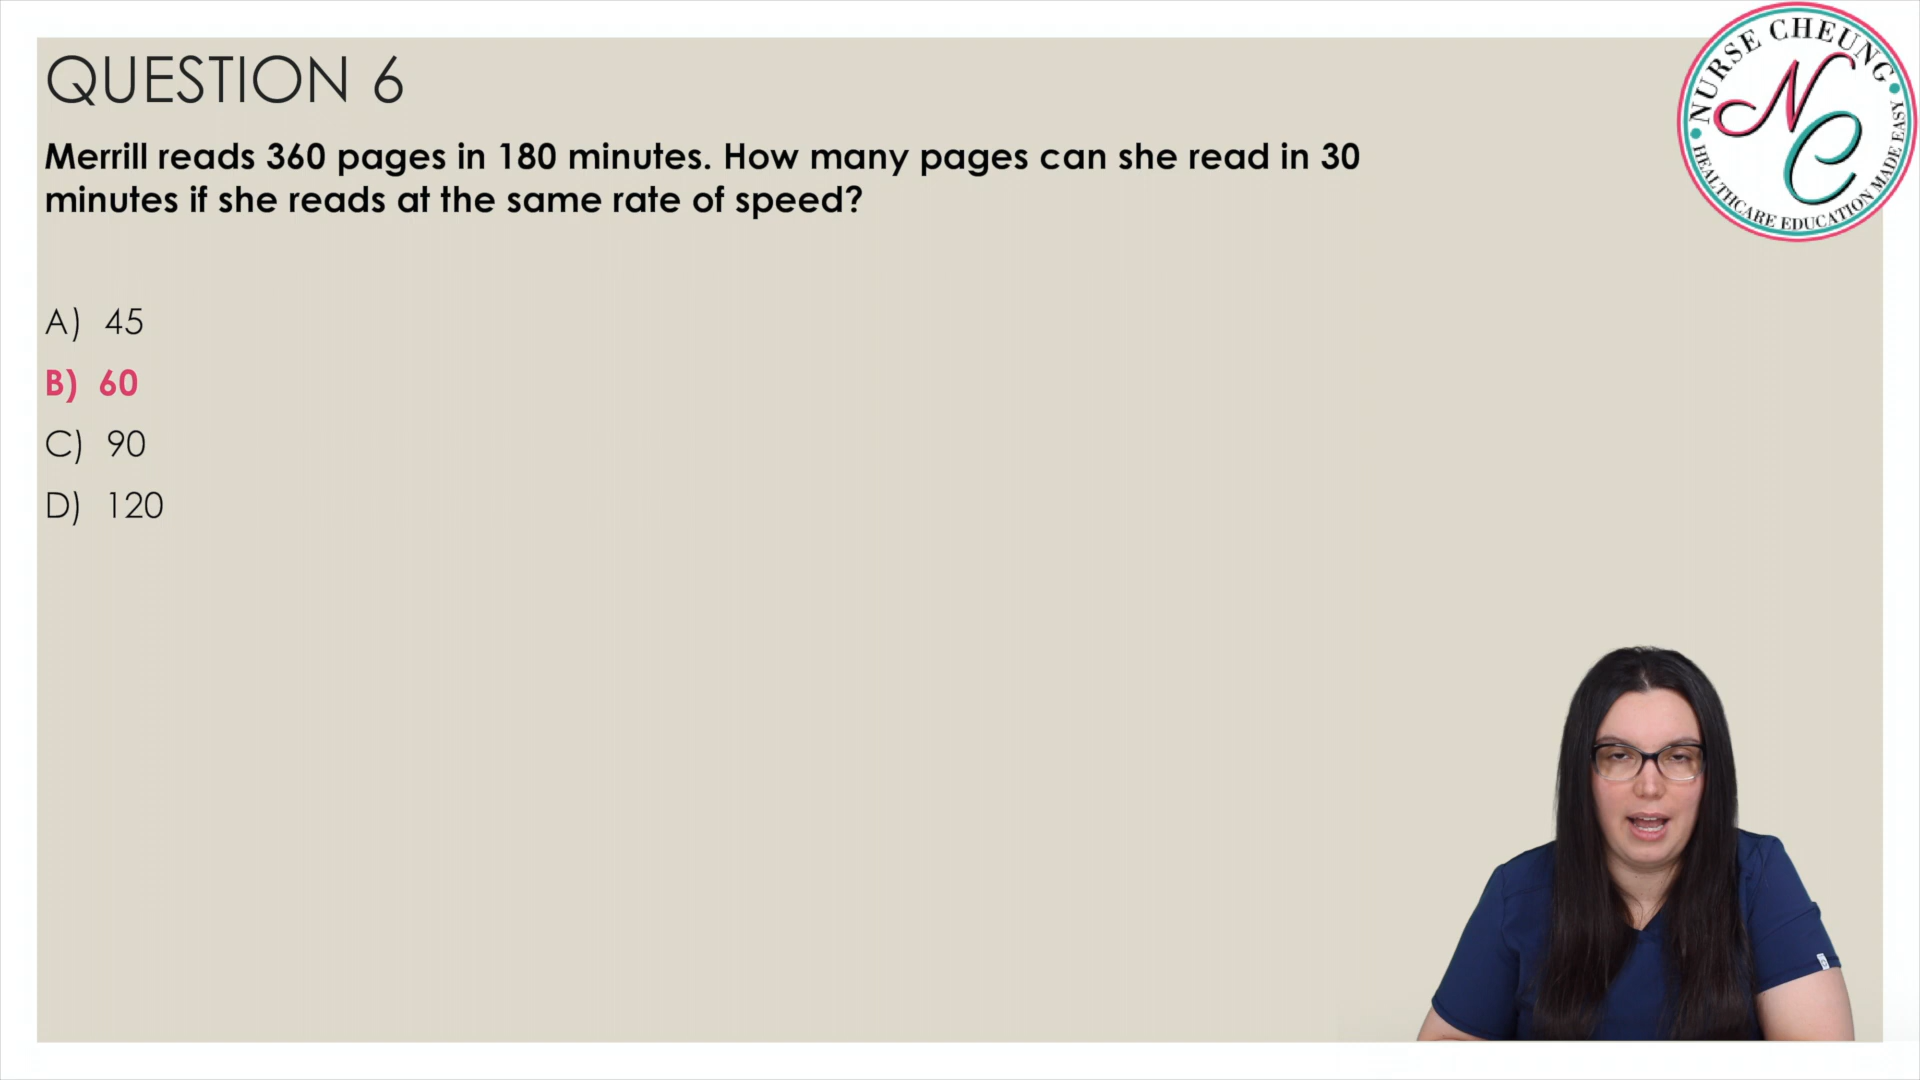 QUESTION 6
Merrill reads 360 pages in 180 minutes. How many pages can she read in 30
minutes if she reads at the same rate of speed?
A) 45
B) 60
C) 90
D) 120
NURSE CHEUNG
NC
HEALTHCARE EDUCATION MADE EASY